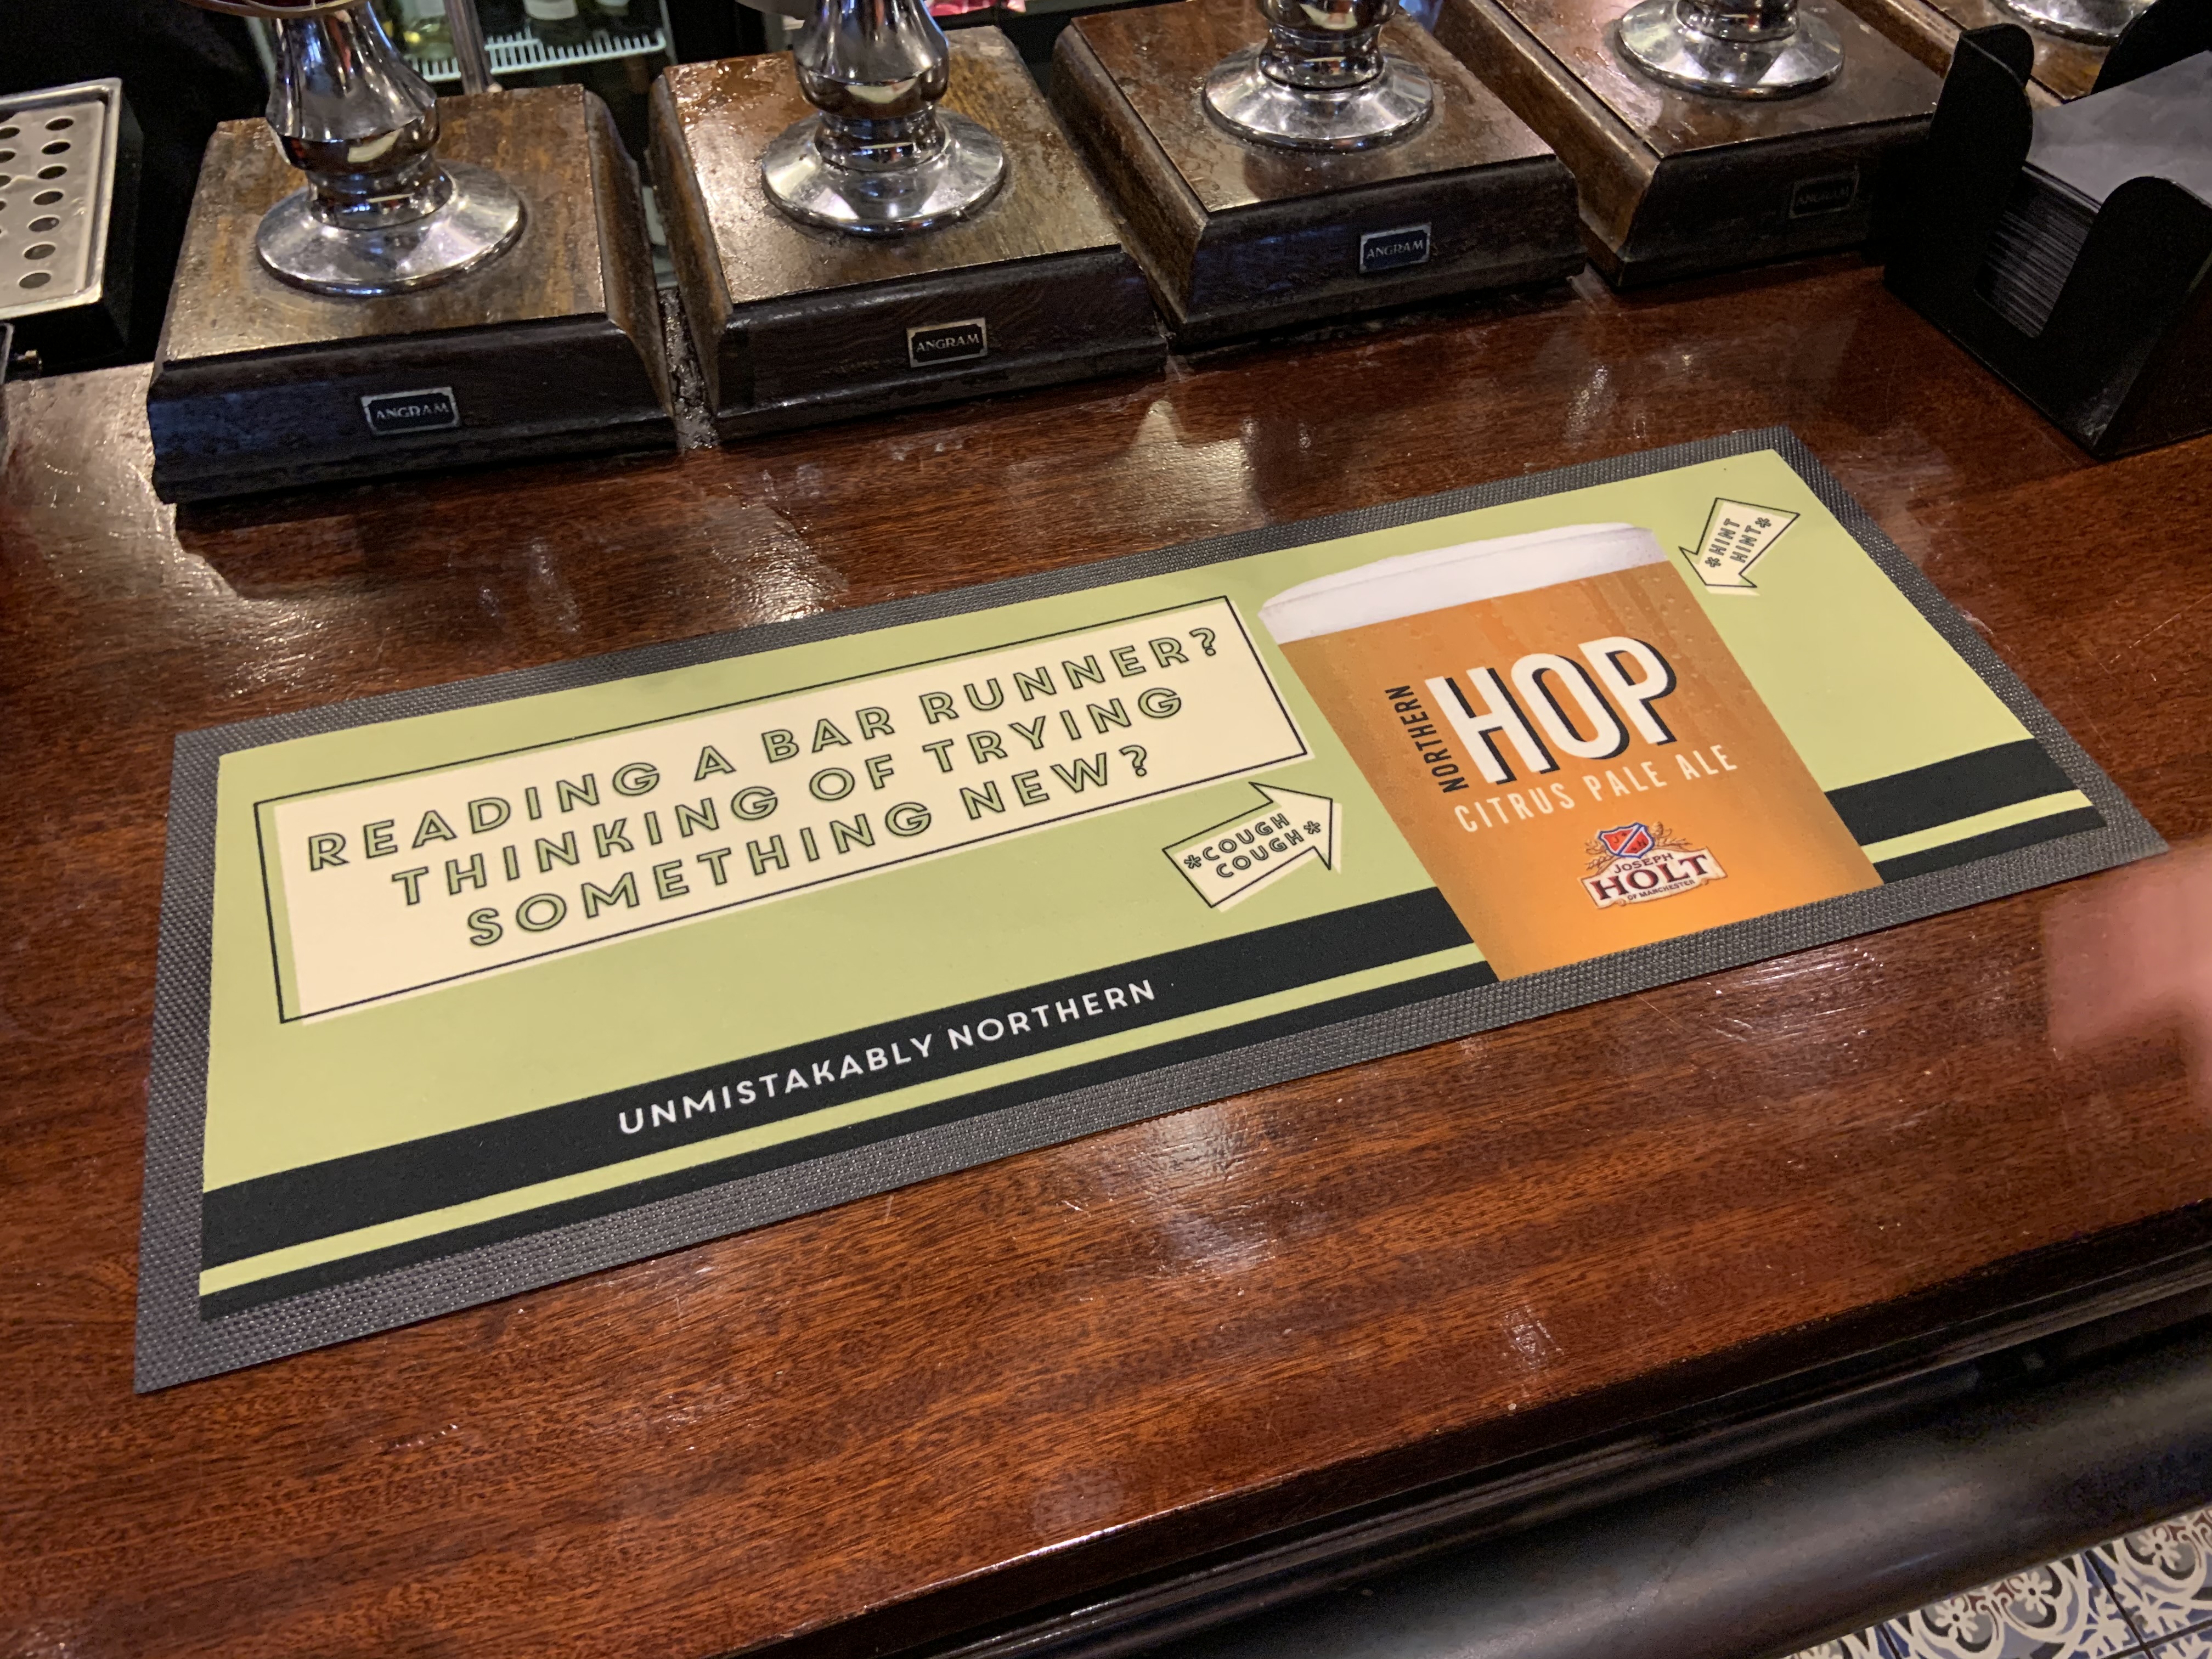 ANGRAM
ANGRAM
ANGRAM
ANGRAM
READING A BAR RUNNER?
THINKING OF TRYING
SOMETHING NEW?
*COUGH
COUGH*
*HINT
HINT*
NORTHERN
HOP
CITRUS PALE ALE
JOSEPH
HOLT
OF MANCHESTER
UNMISTAKABLY NORTHERN